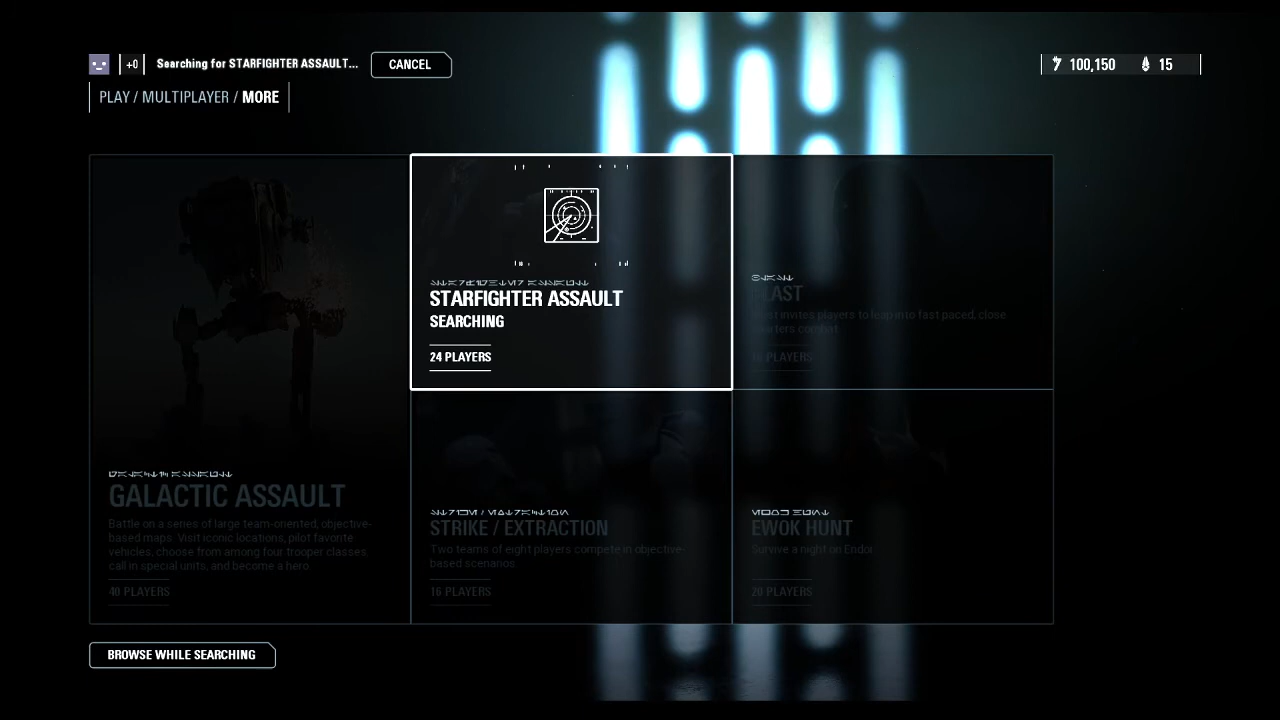 +0 Searching for STARFIGHTER ASSAULT... CANCEL
100,150 15
PLAY / MULTIPLAYER / MORE
STARFIGHTER ASSAULT
SEARCHING
24 PLAYERS
invites players to leap into fast paced, close
combat
PLAYERS
GALACTIC ASSAULT
Battle on a series of large team-oriented, objective-
based maps. Visit iconic locations, pilot favorite
vehicles, choose from among four trooper classes,
call in special units, and become a hero.
40 PLAYERS
STRIKE / EXTRACTION
Two teams of eight players compete in objective-
based scenarios.
16 PLAYERS
EWOK HUNT
Survive a night on Endor
20 PLAYERS
BROWSE WHILE SEARCHING